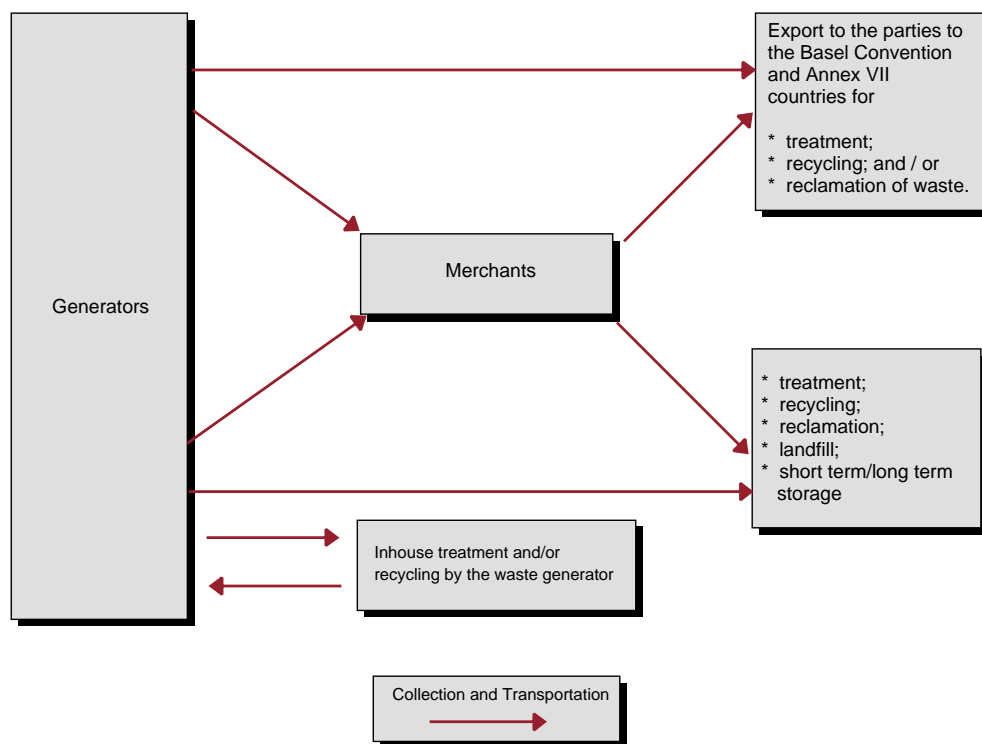 Export to the parties to
the Basel Convention
and Annex VII
countries for
* treatment;
* recycling; and / or
* reclamation of waste.
Merchants
Generators
* treatment;
* recycling;
* reclamation;
* landfill;
* short term/long term
storage
Inhouse treatment and/or
recycling by the waste generator
Collection and Transportation